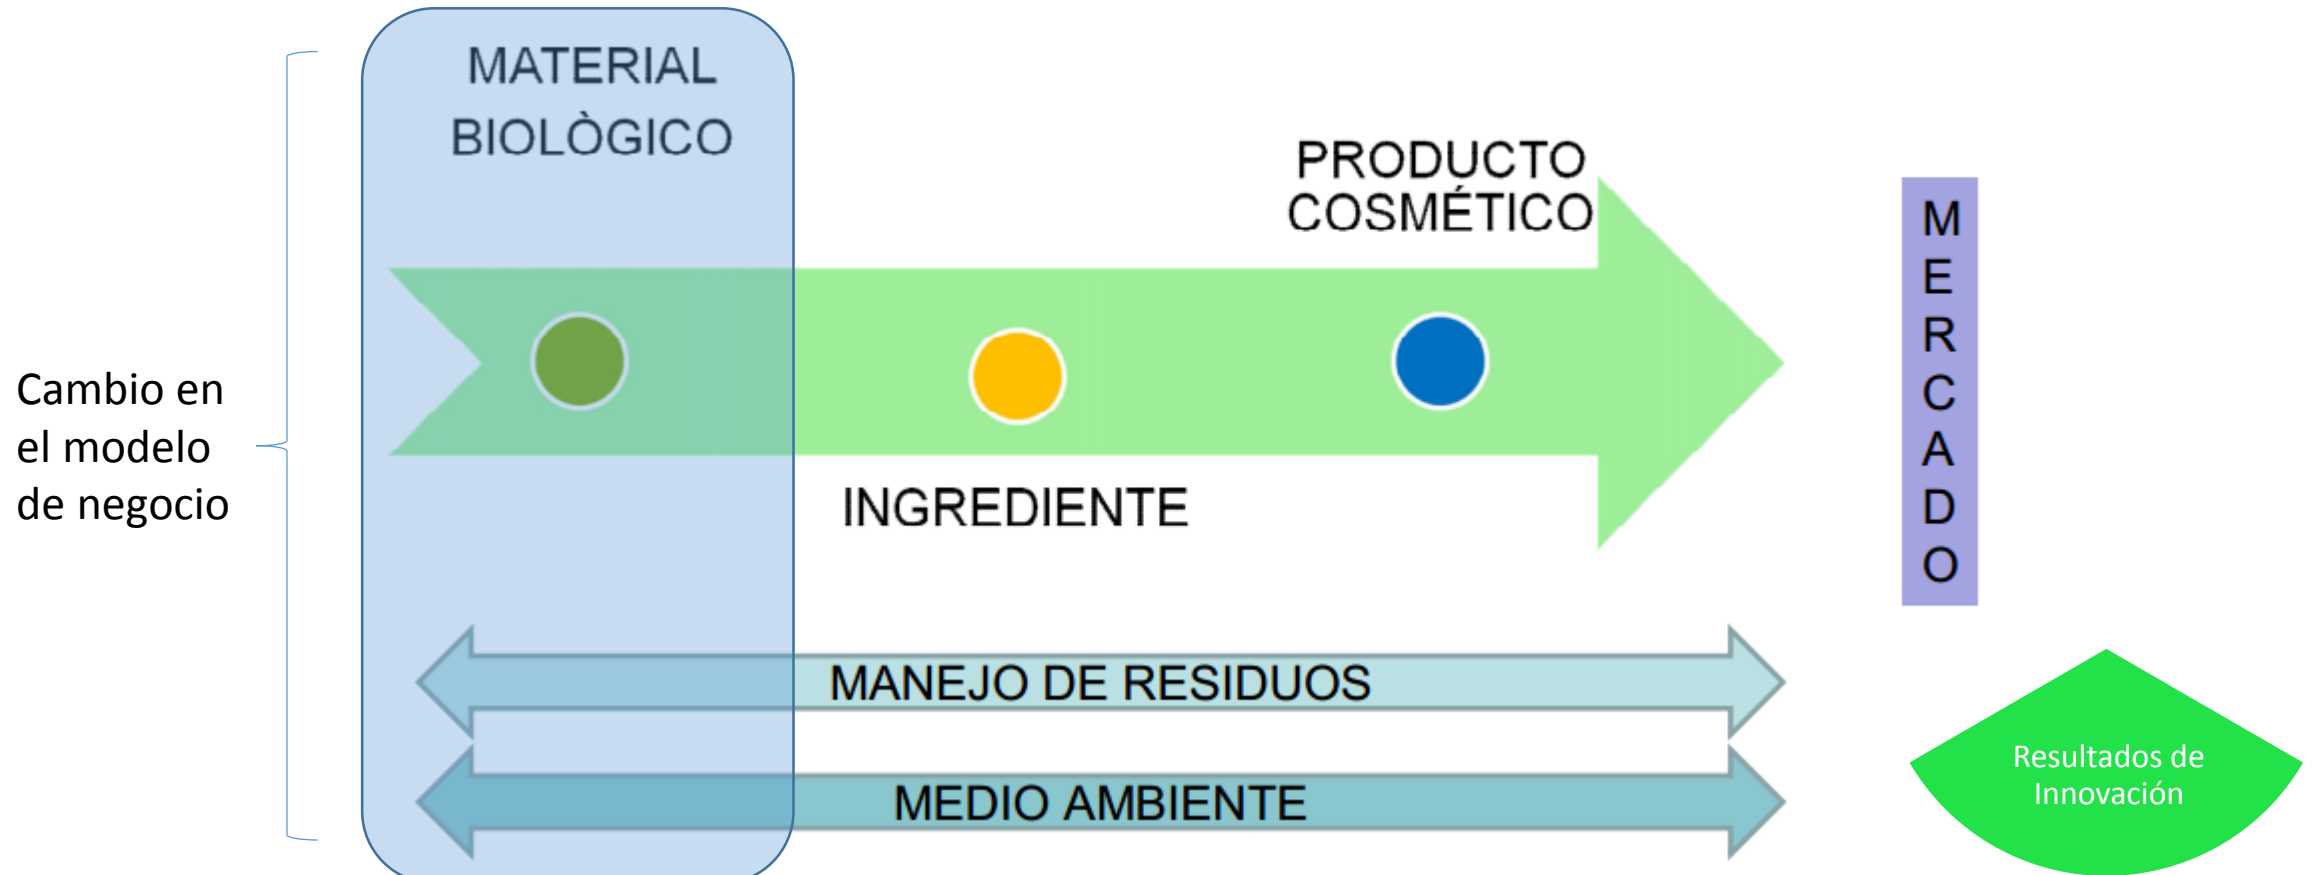 Cambio en
el modelo
de negocio
MATERIAL
BIOLÒGICO
INGREDIENTE
PRODUCTO
COSMÉTICO
MERCADO
MANEJO DE RESIDUOS
MEDIO AMBIENTE
Resultados de
Innovación